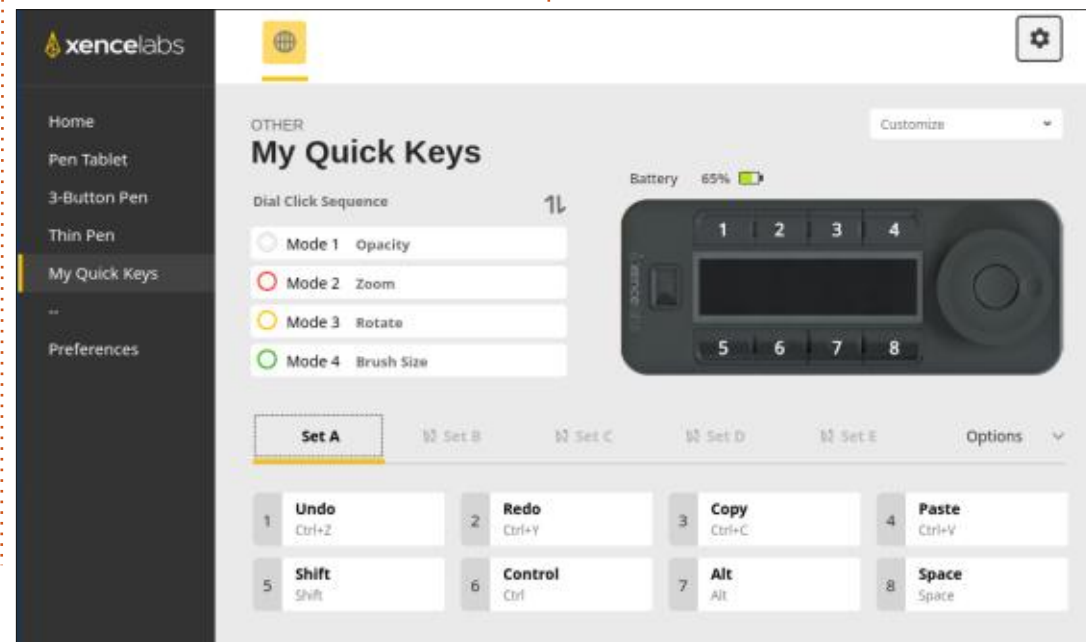 xencelabs
Home
Pen Tablet
3-Button Pen
Thin Pen
My Quick Keys
--
Preferences
OTHER
My Quick Keys
Customize
Dial Click Sequence
Mode 1 Opacity
Mode 2 Zoom
Mode 3 Rotate
Mode 4 Brush Size
Battery 65%
1 2 3 4
xencelabs
5 6 7 8
Set A Set B Set C Set D Set E Options
1 Undo Ctrl+Z
2 Redo Ctrl+Y
3 Copy Ctrl+C
4 Paste Ctrl+V
5 Shift Shift
6 Control Ctrl
7 Alt Alt
8 Space Space